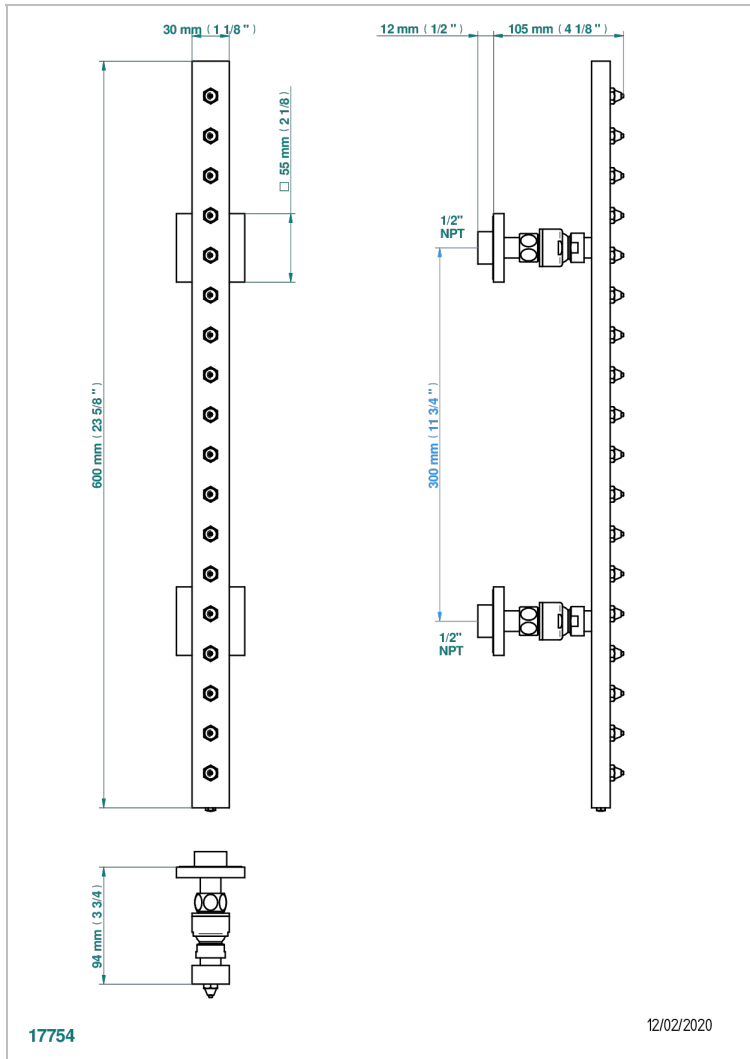 30 mm ( 1 1/8 " )
12 mm ( 1/2 " )
105 mm ( 4 1/8" )
□ 55 mm ( 2 1/8 )
1/2"
NPT
600 mm ( 23 5/8 " )
300 mm ( 11 3/4" )
1/2"
NPT
94 mm ( 3 3/4 )
17754
12/02/2020